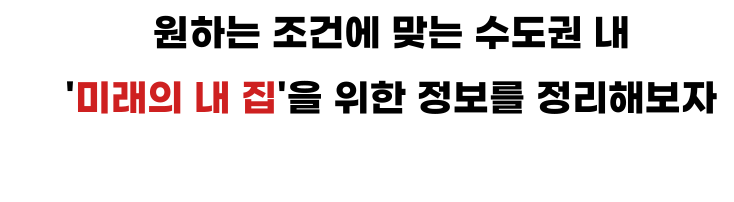 원하는 조건에 맞는 수도권 내
'미래의 내 집'을 위한 정보를 정리해보자